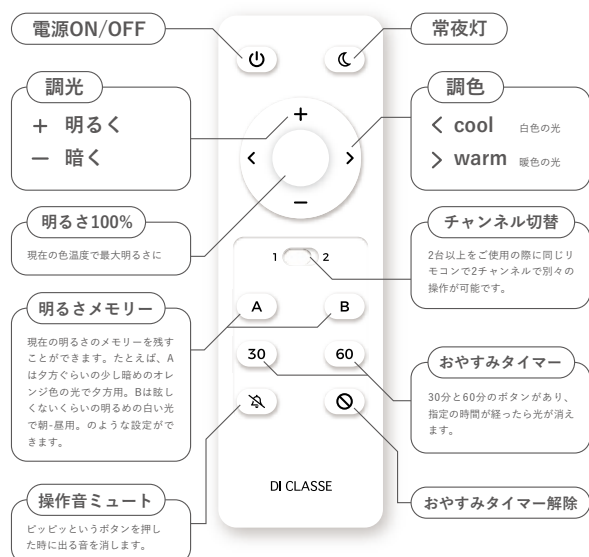 電源ON/OFF
常夜灯
調光
+ 明るく
− 暗く
調色
< cool 白色の光
> warm 暖色の光
明るさ100%
現在の色温度で最大明るさに
チャンネル切替
2台以上をご使用の際に同じリ
モコンで2チャンネルで別々の
操作が可能です。
明るさメモリー
現在の明るさのメモリーを残す
ことができます。たとえば、A
は夕方ぐらいの少し暗めのオレ
ンジ色の光で夕方用。Bは眩し
くないくらいの明るめの白い光
で朝-昼用。のような設定がで
きます。
おやすみタイマー
30分と60分のボタンがあり、
指定の時間が経ったら光が消え
ます。
操作音ミュート
ピッピッというボタンを押し
た時に出る音を消します。
おやすみタイマー解除
+
< >
−
1 2
A B
30 60
DI CLASSE